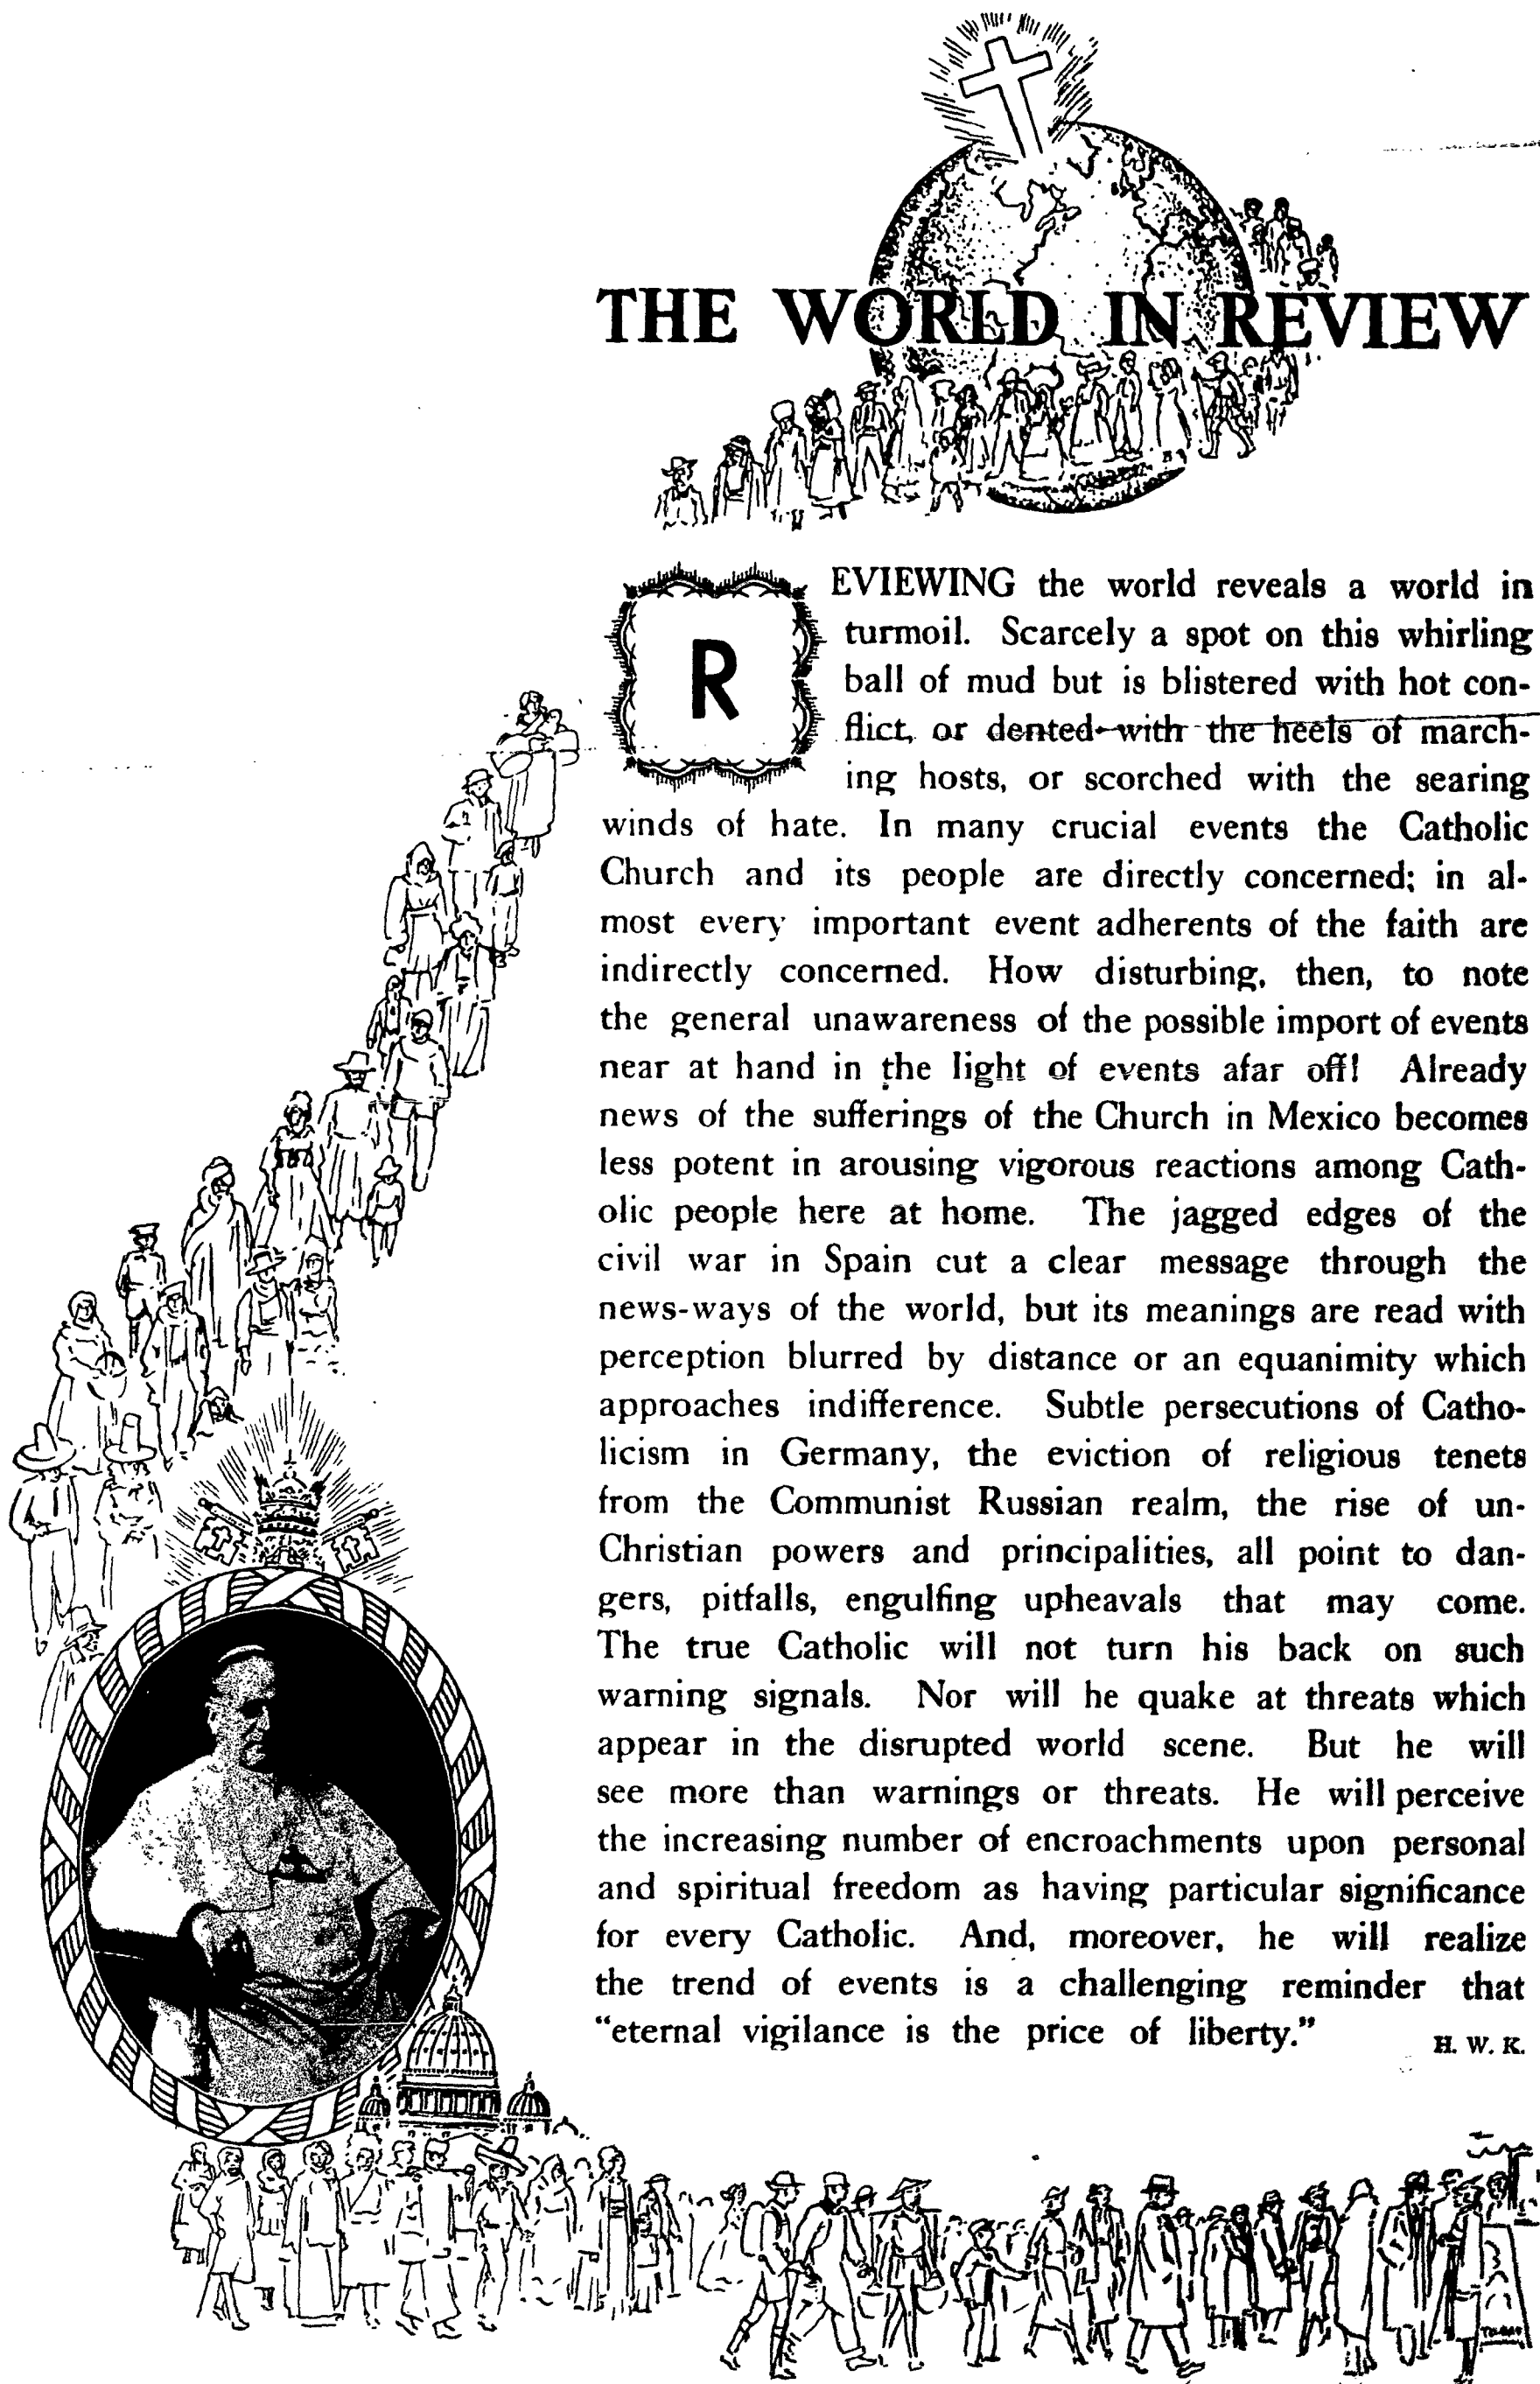 THE WORLD IN REVIEW
REVIEWING the world reveals a world in
turmoil. Scarcely a spot on this whirling
ball of mud but is blistered with hot con-
flict, or dented with the heels of march-
ing hosts, or scorched with the searing
winds of hate. In many crucial events the Catholic
Church and its people are directly concerned; in al-
most every important event adherents of the faith are
indirectly concerned. How disturbing, then, to note
the general unawareness of the possible import of events
near at hand in the light of events afar off! Already
news of the sufferings of the Church in Mexico becomes
less potent in arousing vigorous reactions among Cath-
olic people here at home. The jagged edges of the
civil war in Spain cut a clear message through the
news-ways of the world, but its meanings are read with
perception blurred by distance or an equanimity which
approaches indifference. Subtle persecutions of Catho-
licism in Germany, the eviction of religious tenets
from the Communist Russian realm, the rise of un-
Christian powers and principalities, all point to dan-
gers, pitfalls, engulfing upheavals that may come.
The true Catholic will not turn his back on such
warning signals. Nor will he quake at threats which
appear in the disrupted world scene. But he will
see more than warnings or threats. He will perceive
the increasing number of encroachments upon personal
and spiritual freedom as having particular significance
for every Catholic. And, moreover, he will realize
the trend of events is a challenging reminder that
“eternal vigilance is the price of liberty.”
H. W. K.